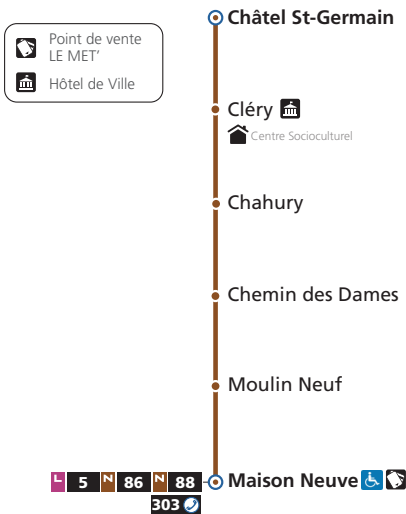 Point de vente
LE MET'
Hôtel de Ville
Châtel St-Germain
Cléry
Centre Socioculturel
Chahury
Chemin des Dames
Moulin Neuf
L 5 N 86 N 88 Maison Neuve
303